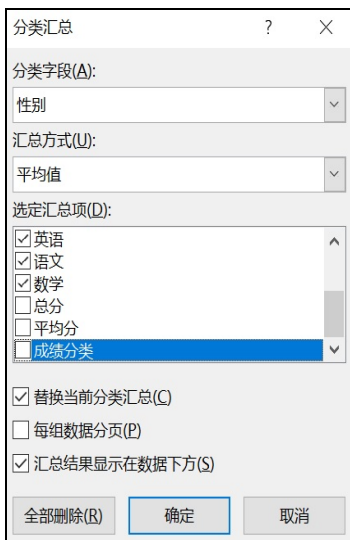 分类汇总 ? ×
分类字段(A):
性别
汇总方式(U):
平均值
选定汇总项(D):
英语
语文
数学
总分
平均分
成绩分类
替换当前分类汇总(C)
每组数据分页(P)
汇总结果显示在数据下方(S)
全部删除(R) 确定 取消